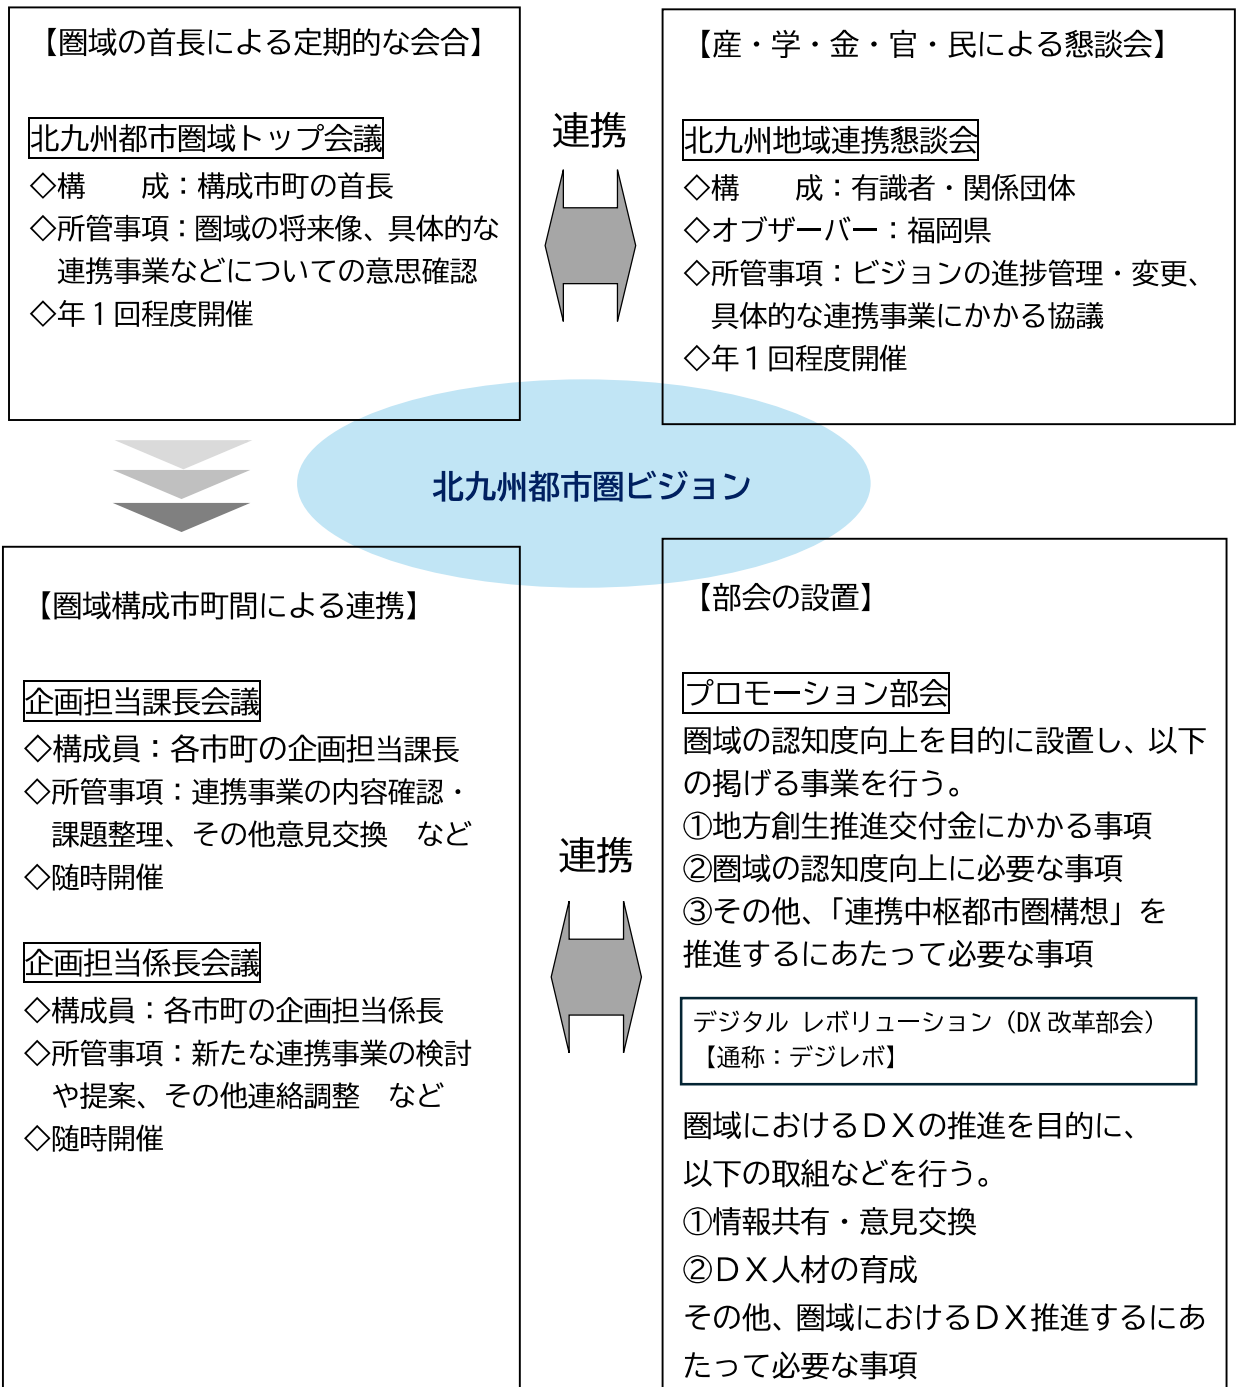 【圏域の首長による定期的な会合】
北九州都市圏域トップ会議
◇構　　成：構成市町の首長
◇所管事項：圏域の将来像、具体的な
連携事業などについての意思確認
◇年１回程度開催
連携
【産・学・金・官・民による懇談会】
北九州地域連携懇談会
◇構　　成：有識者・関係団体
◇オブザーバー：福岡県
◇所管事項：ビジョンの進捗管理・変更、
具体的な連携事業にかかる協議
◇年１回程度開催
北九州都市圏ビジョン
【圏域構成市町間による連携】
企画担当課長会議
◇構成員：各市町の企画担当課長
◇所管事項：連携事業の内容確認・
課題整理、その他意見交換　など
◇随時開催
企画担当係長会議
◇構成員：各市町の企画担当係長
◇所管事項：新たな連携事業の検討
や提案、その他連絡調整　など
◇随時開催
連携
【部会の設置】
プロモーション部会
圏域の認知度向上を目的に設置し、以下
の掲げる事業を行う。
①地方創生推進交付金にかかる事項
②圏域の認知度向上に必要な事項
③その他、「連携中枢都市圏構想」を
推進するにあたって必要な事項
デジタル レボリューション（DX 改革部会）
【通称：デジレボ】
圏域におけるＤＸの推進を目的に、
以下の取組などを行う。
①情報共有・意見交換
②ＤＸ人材の育成
その他、圏域におけるＤＸ推進するにあ
たって必要な事項